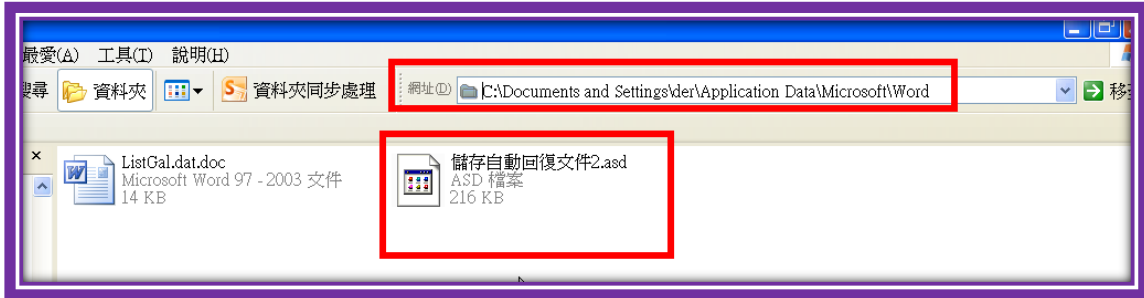 最愛(A) 工具(T) 說明(H)
搜尋 資料夾 資料夾同步處理 網址(D) C:\Documents and Settings\der\Application Data\Microsoft\Word 移至
ListGal.dat.doc
Microsoft Word 97 - 2003 文件
14 KB
儲存自動回復文件2.asd
ASD 檔案
216 KB